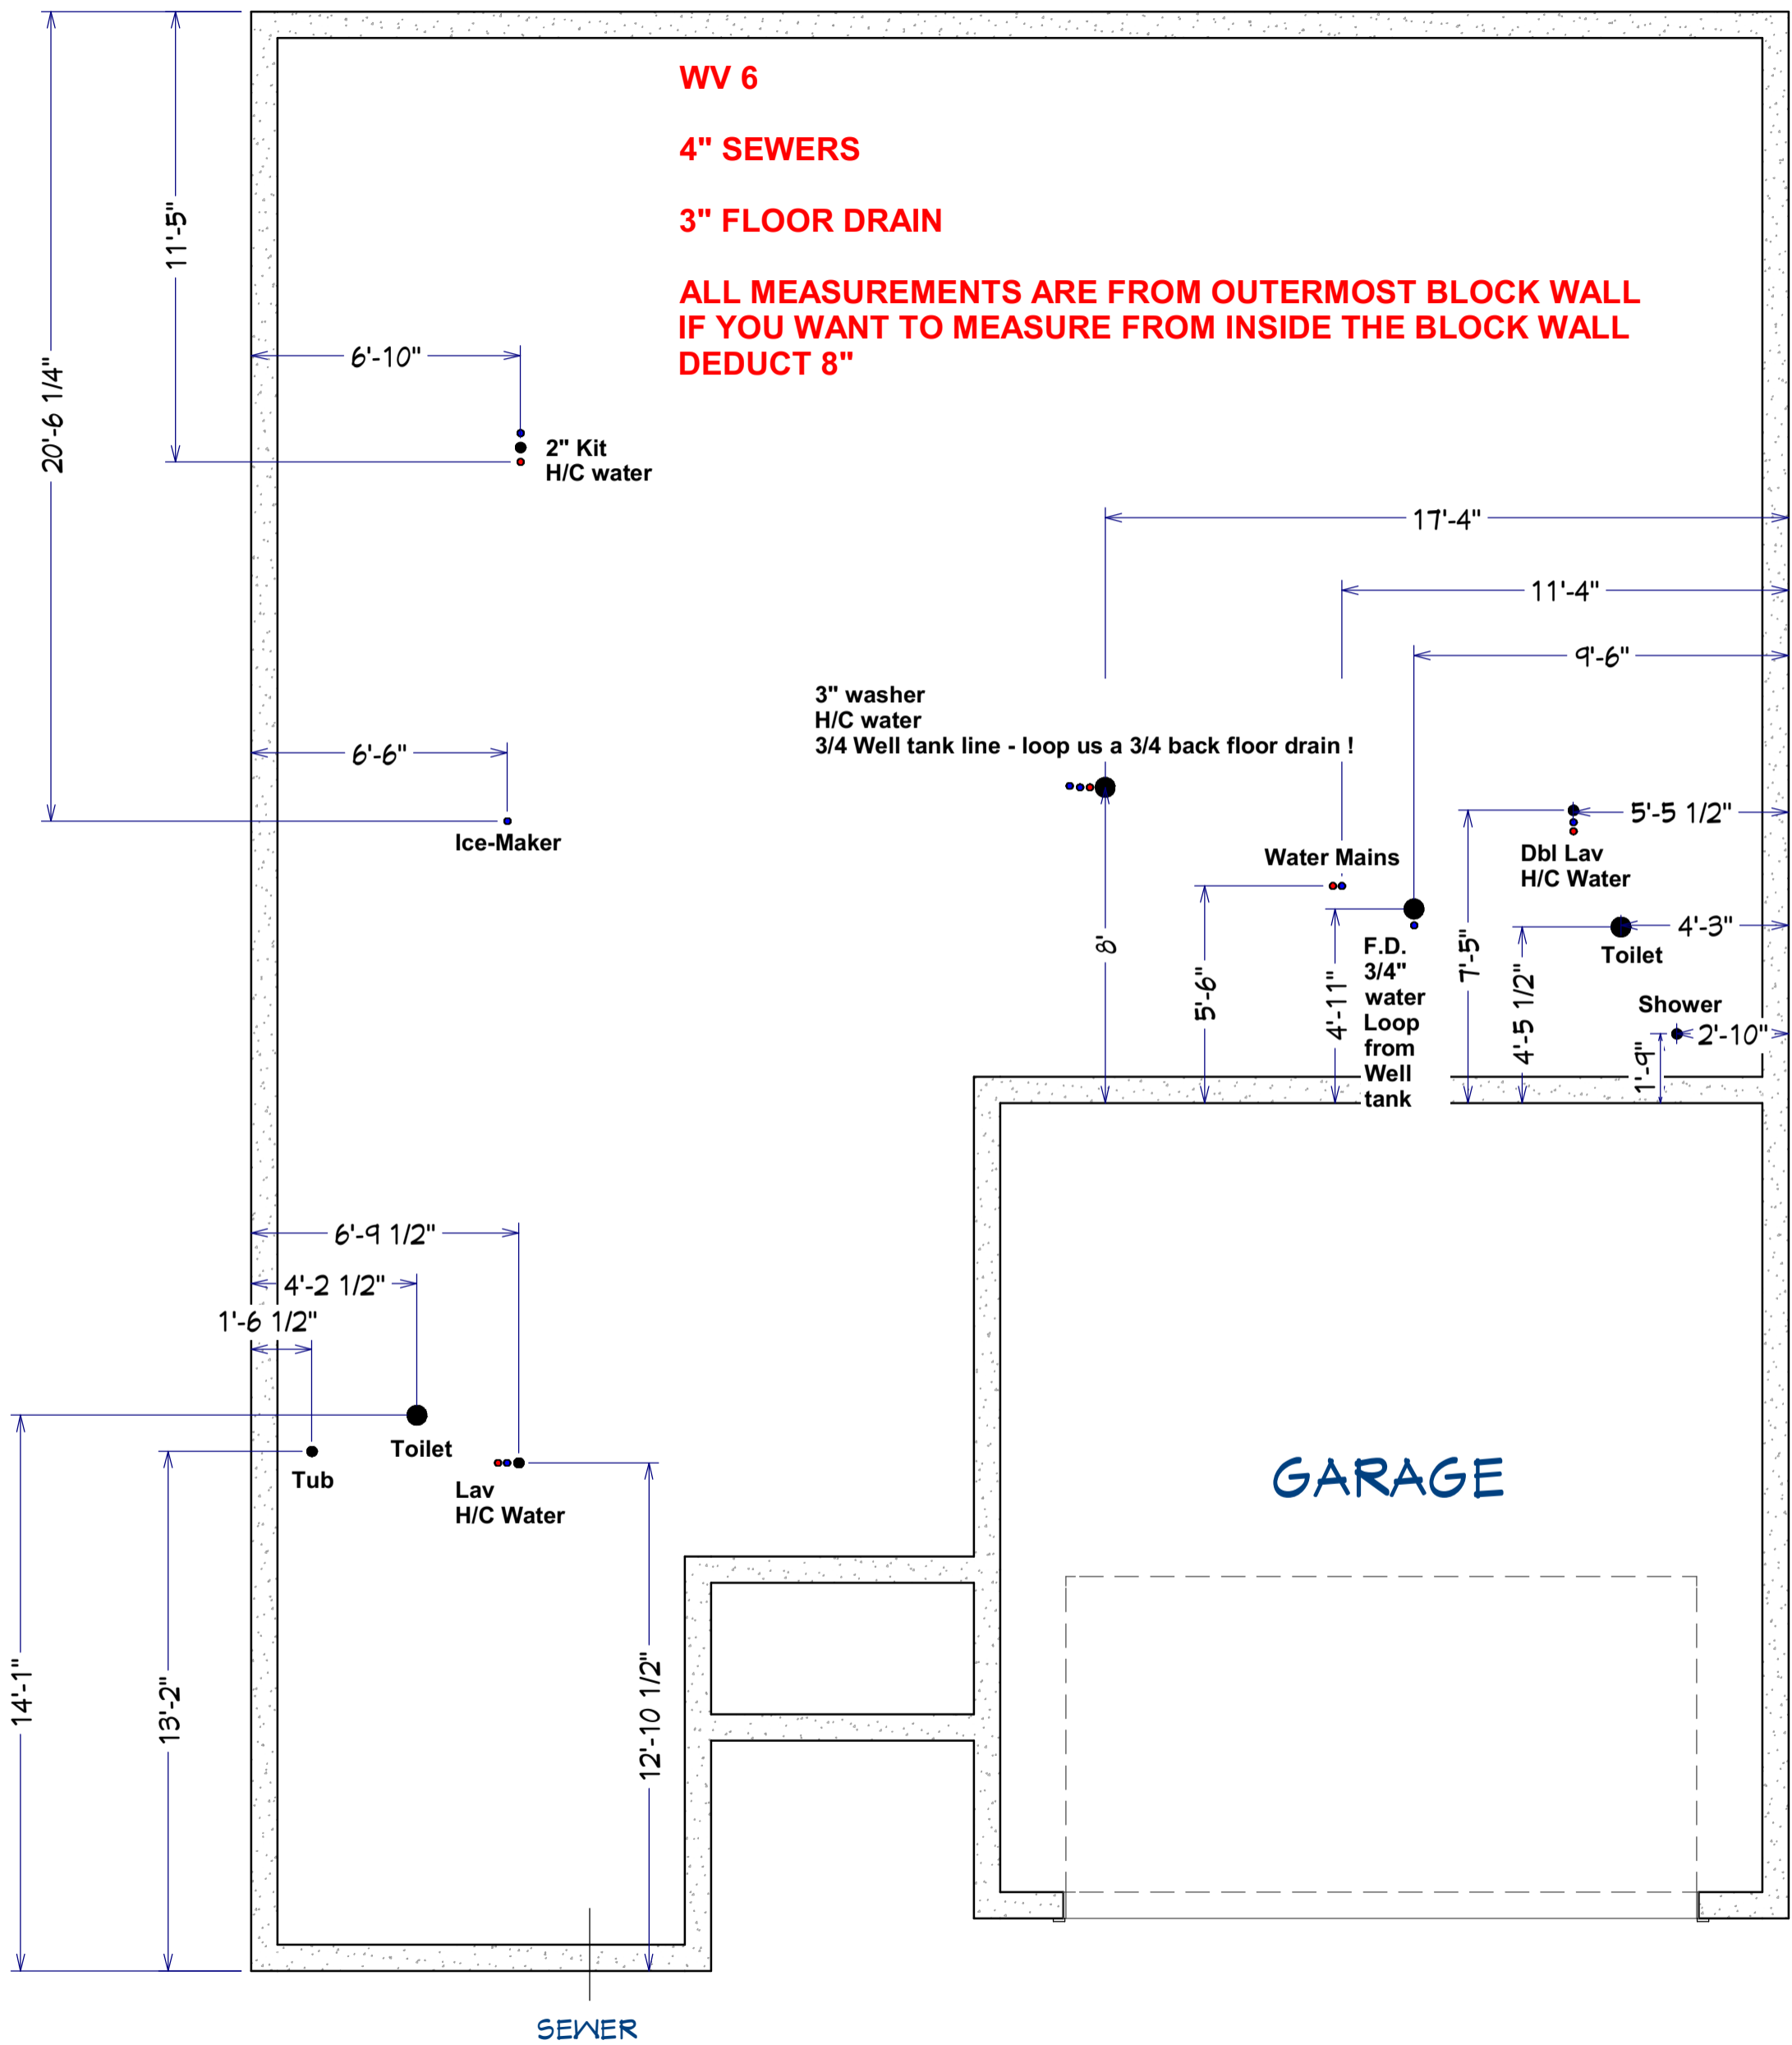 WV 6
4" SEWERS
3" FLOOR DRAIN
ALL MEASUREMENTS ARE FROM OUTERMOST BLOCK WALL
IF YOU WANT TO MEASURE FROM INSIDE THE BLOCK WALL
DEDUCT 8"
11'-5"
20'-6 1/4"
6'-10"
2" Kit
H/C water
17'-4"
11'-4"
9'-6"
3" washer
H/C water
3/4 Well tank line - loop us a 3/4 back floor drain !
6'-6"
Ice-Maker
5'-5 1/2"
Dbl Lav
H/C Water
Water Mains
4'-3"
Toilet
8'
5'-6"
4'-11"
F.D.
3/4"
water
Loop
from
Well
tank
7'-5"
4'-5 1/2"
Shower
2'-10"
1'-9"
6'-9 1/2"
4'-2 1/2"
1'-6 1/2"
Toilet
Tub
Lav
H/C Water
GARAGE
14'-1"
13'-2"
12'-10 1/2"
SEWER